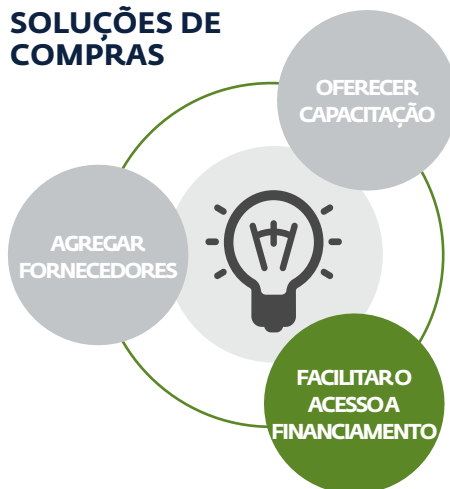 SOLUÇÕES DE
COMPRAS
OFERECER
CAPACITAÇÃO
AGREGAR
FORNECEDORES
FACILITAR O
ACESSO A
FINANCIAMENTO